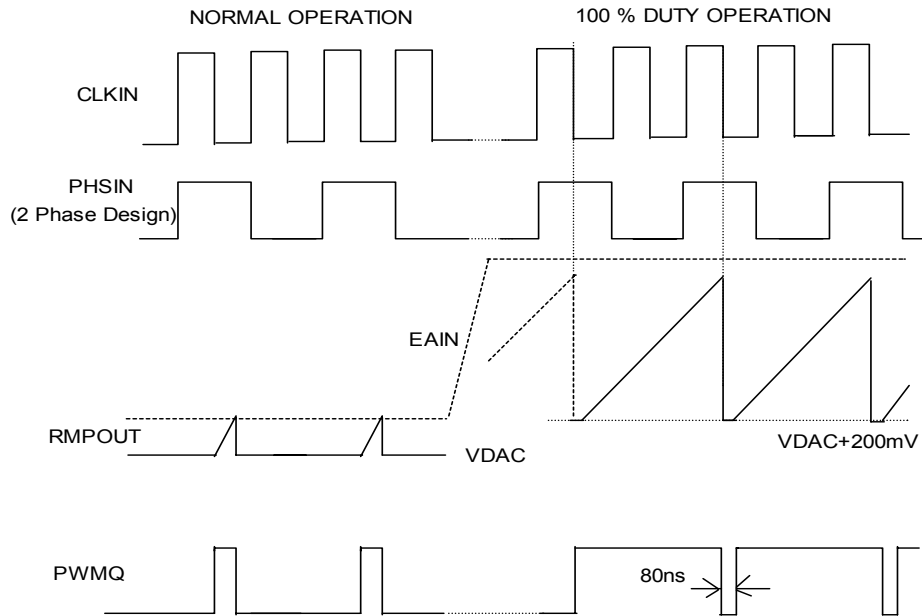 NORMAL OPERATION
100 % DUTY OPERATION
CLKIN
PHSIN
(2 Phase Design)
EAIN
RMPOUT
VDAC
VDAC+200mV
PWMQ
80ns